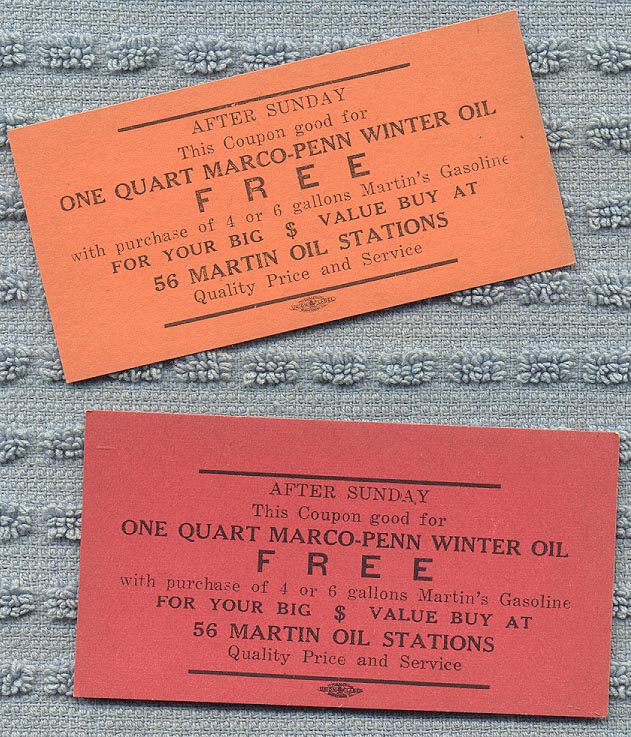 AFTER SUNDAY
This Coupon good for
ONE QUART MARCO-PENN WINTER OIL
FREE
with purchase of 4 or 6 gallons Martin's Gasoline
FOR YOUR BIG $ VALUE BUY AT
56 MARTIN OIL STATIONS
Quality Price and Service
AFTER SUNDAY
This Coupon good for
ONE QUART MARCO-PENN WINTER OIL
FREE
with purchase of 4 or 6 gallons Martin's Gasoline
FOR YOUR BIG $ VALUE BUY AT
56 MARTIN OIL STATIONS
Quality Price and Service